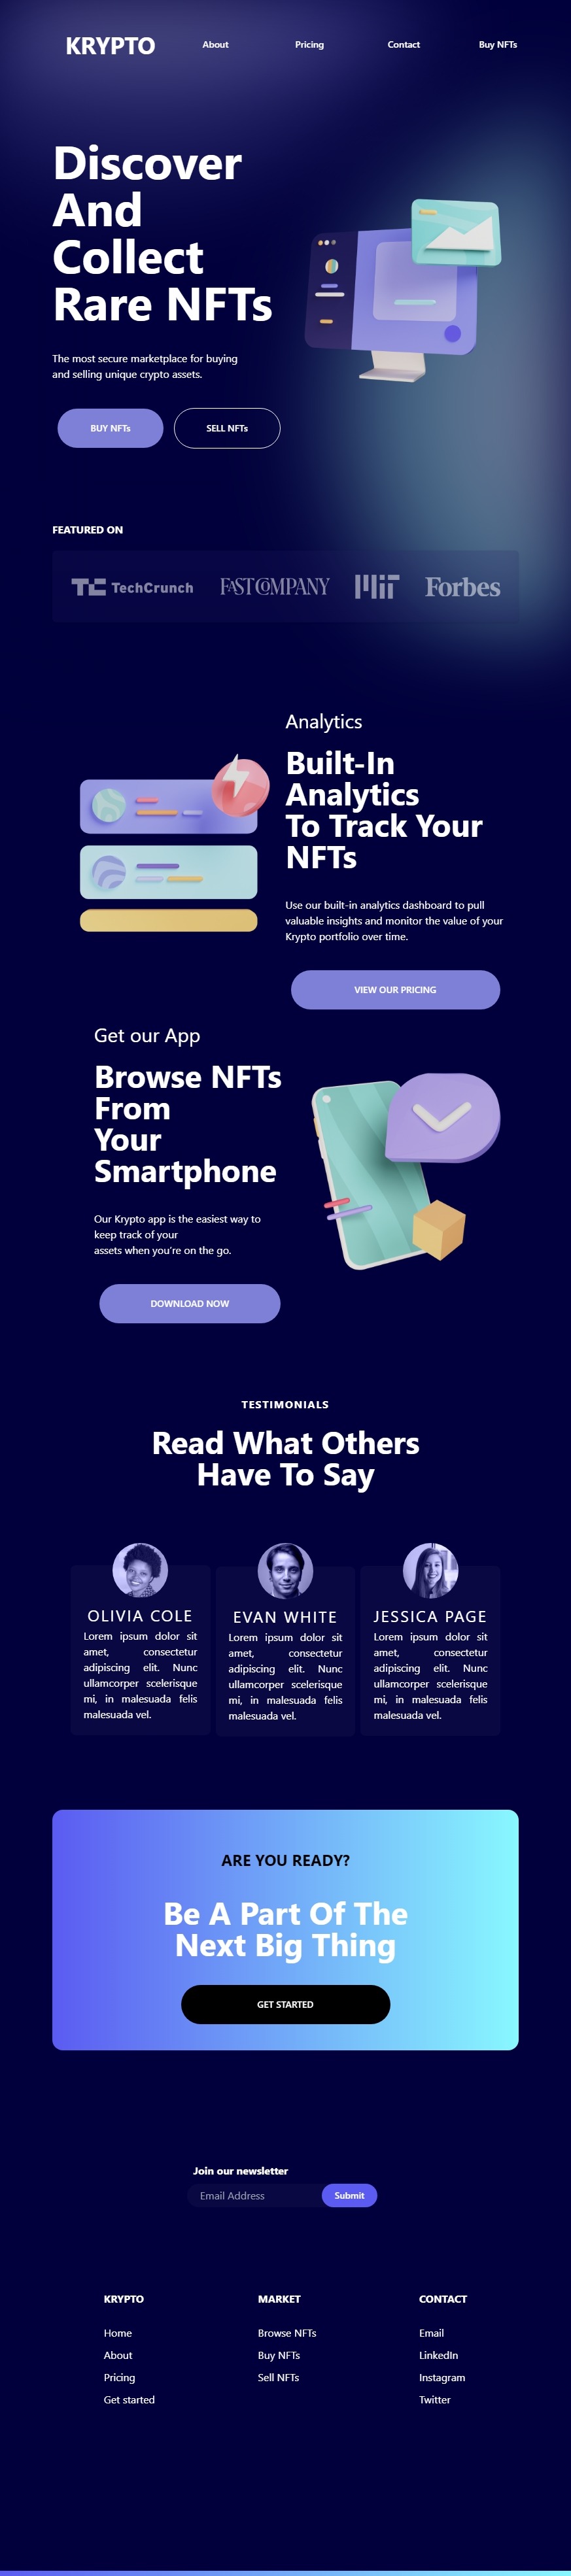 KRYPTO
About
Pricing
Contact
Buy NFTs
Discover
And
Collect
Rare NFTs
The most secure marketplace for buying
and selling unique crypto assets.
BUY NFTs
SELL NFTs
FEATURED ON
TC TechCrunch
FAST COMPANY
MIT
Forbes
Analytics
Built-In
Analytics
To Track Your
NFTs
Use our built-in analytics dashboard to pull
valuable insights and monitor the value of your
Krypto portfolio over time.
VIEW OUR PRICING
Get our App
Browse NFTs
From
Your
Smartphone
Our Krypto app is the easiest way to
keep track of your
assets when you’re on the go.
DOWNLOAD NOW
TESTIMONIALS
Read What Others
Have To Say
OLIVIA COLE
Lorem ipsum dolor sit
amet, consectetur
adipiscing elit. Nunc
ullamcorper scelerisque
mi, in malesuada felis
malesuada vel.
EVAN WHITE
Lorem ipsum dolor sit
amet, consectetur
adipiscing elit. Nunc
ullamcorper scelerisque
mi, in malesuada felis
malesuada vel.
JESSICA PAGE
Lorem ipsum dolor sit
amet, consectetur
adipiscing elit. Nunc
ullamcorper scelerisque
mi, in malesuada felis
malesuada vel.
ARE YOU READY?
Be A Part Of The
Next Big Thing
GET STARTED
Join our newsletter
Email Address
Submit
KRYPTO
Home
About
Pricing
Get started
MARKET
Browse NFTs
Buy NFTs
Sell NFTs
CONTACT
Email
LinkedIn
Instagram
Twitter